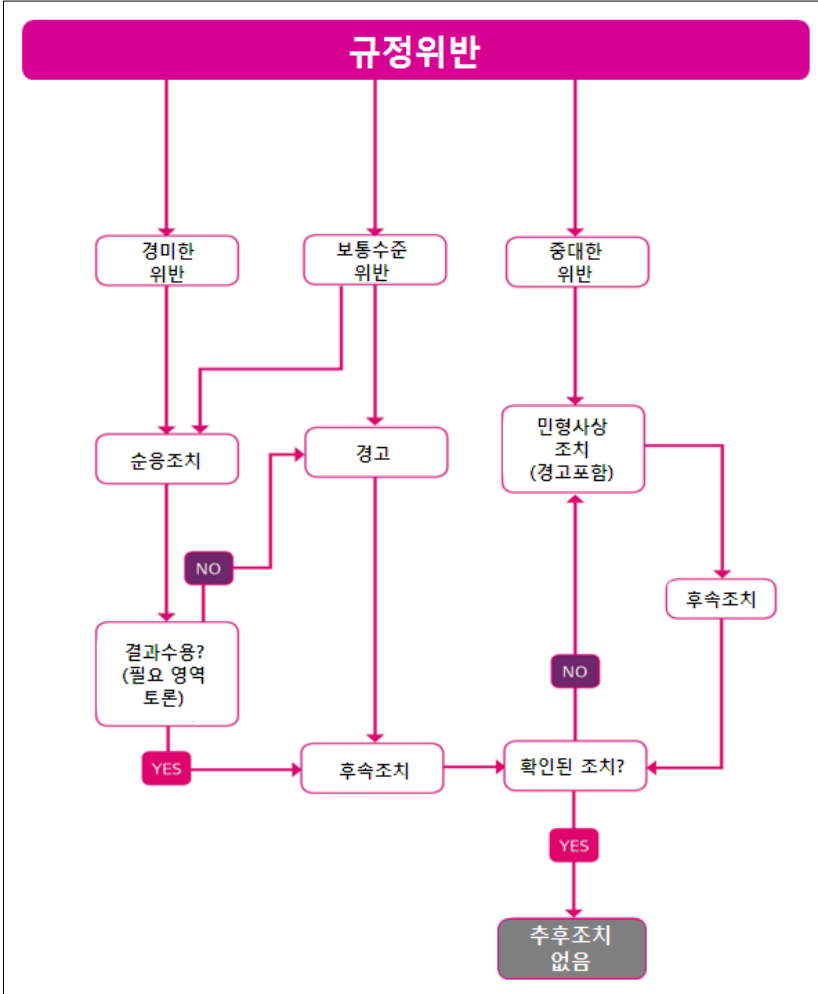 규정위반
경미한
위반
보통수준
위반
중대한
위반
순응조치
경고
민형사상
조치
(경고포함)
NO
후속조치
결과수용?
(필요 영역
토론)
NO
YES
후속조치
확인된 조치?
YES
추후조치
없음